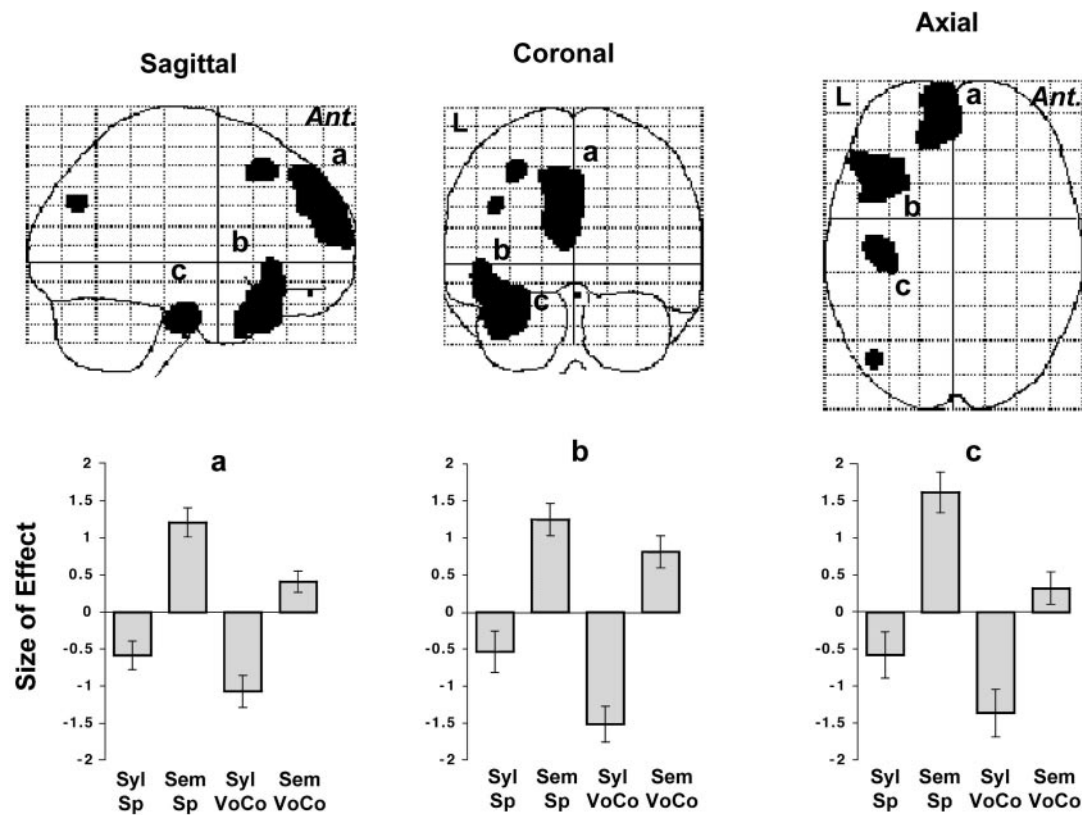 Sagittal
Coronal
Axial
Ant.
a
b
c
L
a
b
c
L
Ant.
a
b
c
Size of Effect
a
2
1.5
1
0.5
0
-0.5
-1
-1.5
-2
Syl Sem Syl Sem
Sp Sp VoCo VoCo
b
2
1.5
1
0.5
0
-0.5
-1
-1.5
-2
Syl Sem Syl Sem
Sp Sp VoCo VoCo
c
2
1.5
1
0.5
0
-0.5
-1
-1.5
-2
Syl Sem Syl Sem
Sp Sp VoCo VoCo